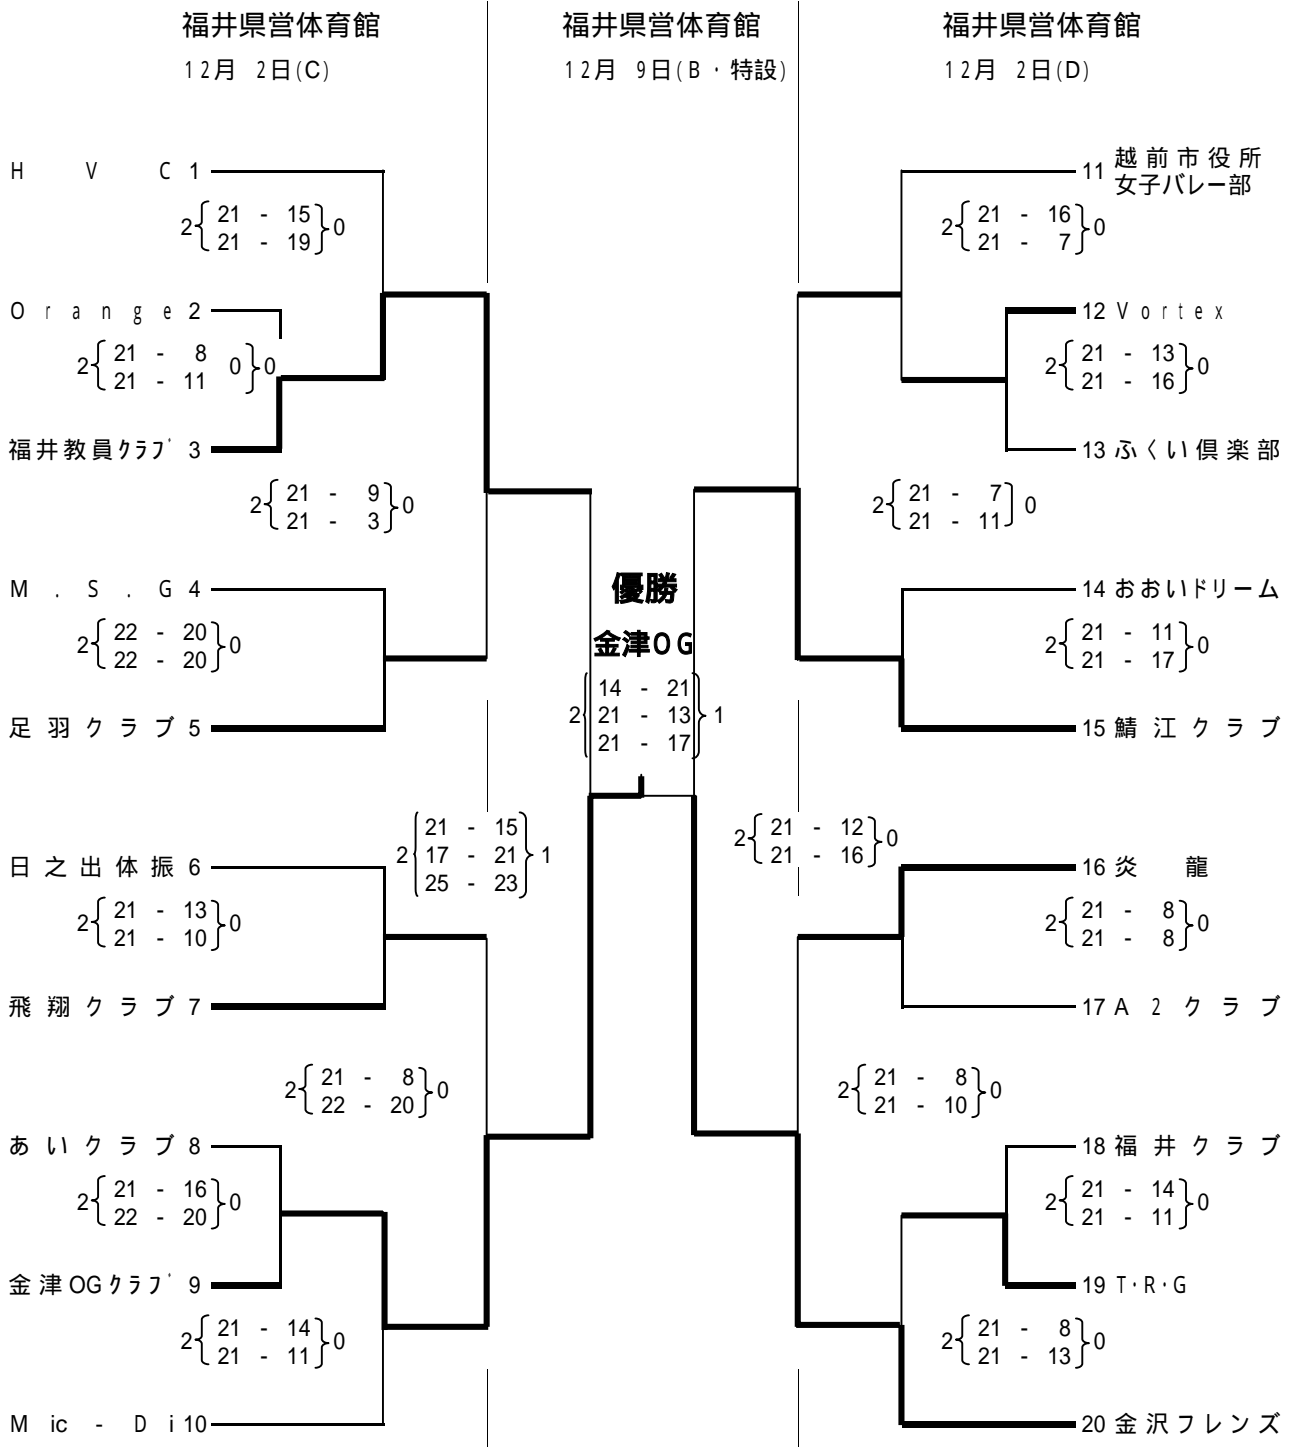 福井県営体育館 福井県営体育館 福井県営体育館
12月 2日(C) 12月 9日(B・特設) 12月 2日(D)
H V C 1
11 越前市役所
女子バレー部
2{ 21 - 15 }0
21 - 19
2{ 21 - 16 }0
21 - 7
Orange 2
12 Vortex
2{ 21 - 8 0}0
21 - 11
2{ 21 - 13 }0
21 - 16
福井教員クラブ 3
13 ふくい倶楽部
2{ 21 - 9 }0
21 - 3
2{ 21 - 7 } 0
21 - 11
M.S.G 4
14 おおいドリーム
優勝
金津OG
2{ 22 - 20 }0
22 - 20
2{ 21 - 11 }0
21 - 17
14 - 21
2{ 21 - 13 } 1
21 - 17
足羽クラブ 5
15 鯖江クラブ
21 - 15
2{ 17 - 21 } 1
25 - 23
2{ 21 - 12 }0
21 - 16
日之出体振 6
16 炎 龍
2{ 21 - 13 }0
21 - 10
2{ 21 - 8 }0
21 - 8
飛翔クラブ 7
17 A2クラブ
2{ 21 - 8 }0
22 - 20
2{ 21 - 8 }0
21 - 10
あいクラブ 8
18 福井クラブ
2{ 21 - 16 }0
22 - 20
2{ 21 - 14 }0
21 - 11
金津OGクラブ 9
19 T・R・G
2{ 21 - 14 }0
21 - 11
2{ 21 - 8 }0
21 - 13
Mic - Di 10
20 金沢フレンズ